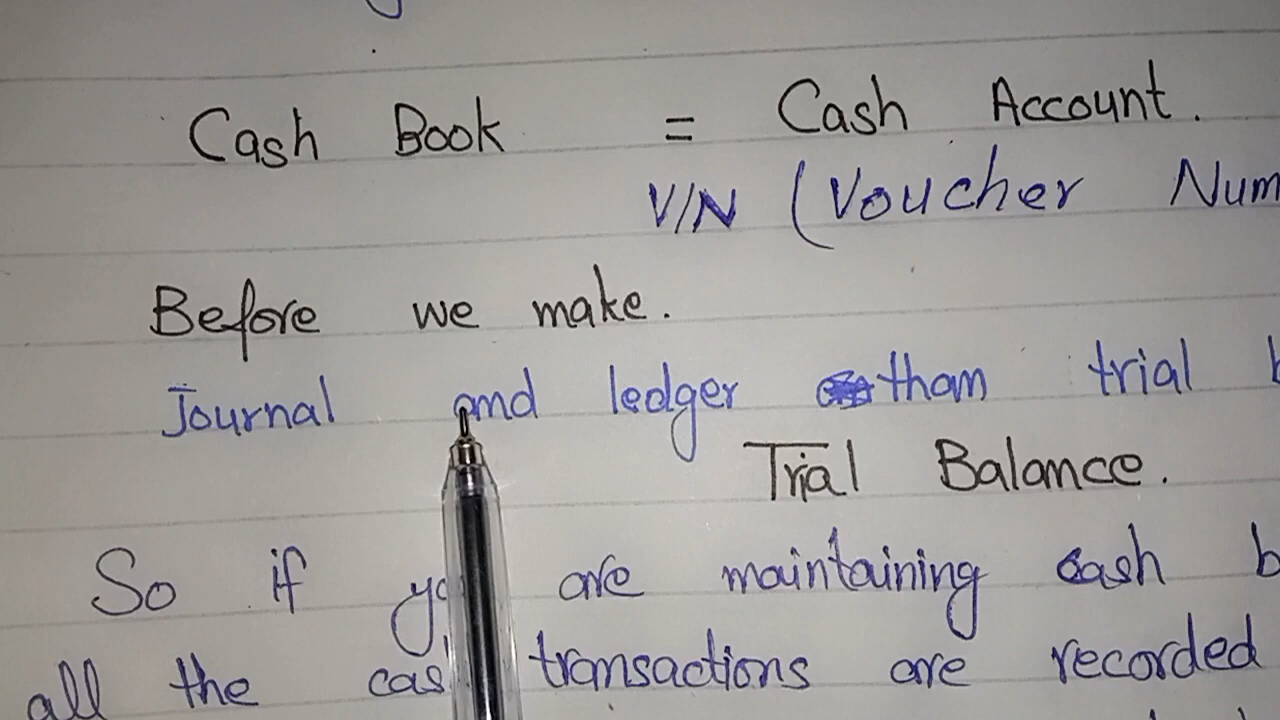 Cash Book = Cash Account.
V/N (Voucher Num
Before we make.
Journal and ledger than trial b
Trial Balance.
So if are maintaining cash b
all the transactions are recorded